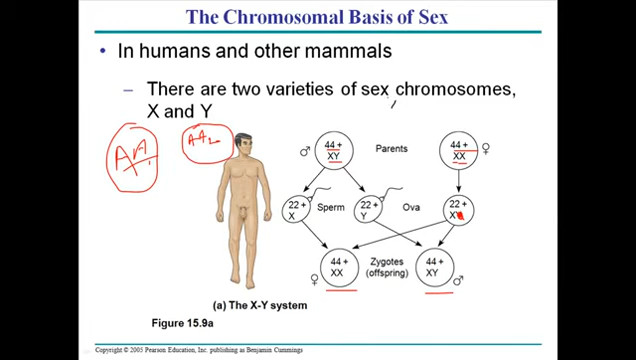 The Chromosomal Basis of Sex
• In humans and other mammals
– There are two varieties of sex chromosomes,
X and Y
AA
AA
♂
44 +
XY
Parents
44 +
XX
♀
22 +
X
Sperm
22 +
Y
Ova
22 +
X
♀
44 +
XX
Zygotes
(offspring)
44 +
XY
♂
(a) The X-Y system
Figure 15.9a
Copyright © 2005 Pearson Education, Inc. publishing as Benjamin Cummings